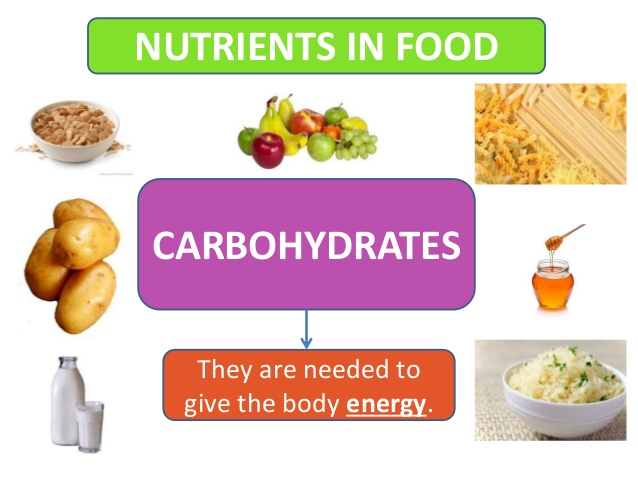 NUTRIENTS IN FOOD
CARBOHYDRATES
They are needed to
give the body energy.